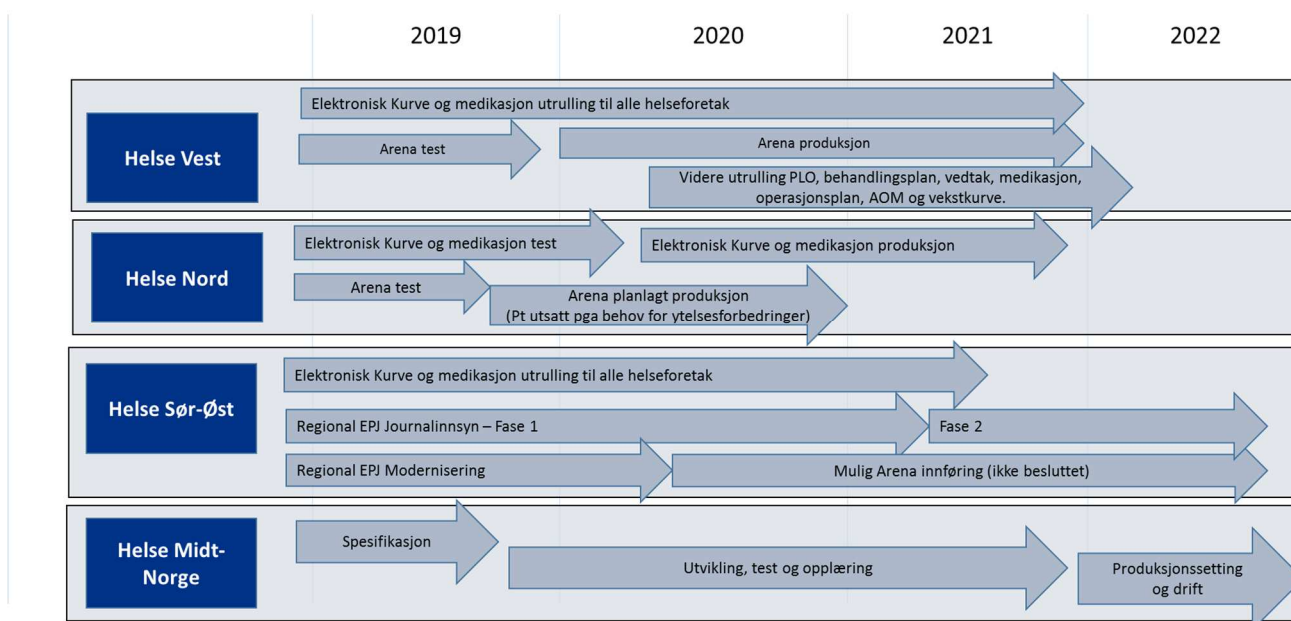 2019
2020
2021
2022
Helse Vest
Elektronisk Kurve og medikasjon utrulling til alle helseforetak
Arena test
Arena produksjon
Videre utrulling PLO, behandlingsplan, vedtak, medikasjon,
operasjonsplan, AOM og vekstkurve.
Helse Nord
Elektronisk Kurve og medikasjon test
Elektronisk Kurve og medikasjon produksjon
Arena test
Arena planlagt produksjon
(Pt utsatt pga behov for ytelsesforbedringer)
Helse Sør-Øst
Elektronisk Kurve og medikasjon utrulling til alle helseforetak
Regional EPJ Journalinnsyn – Fase 1
Fase 2
Regional EPJ Modernisering
Mulig Arena innføring (ikke besluttet)
Helse Midt-
Norge
Spesifikasjon
Utvikling, test og opplæring
Produksjonssetting
og drift